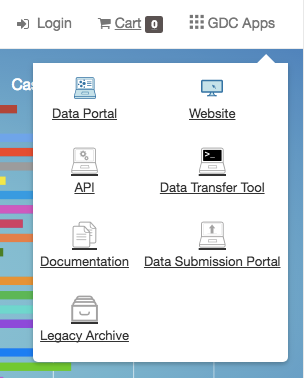 Login
Cart 0
GDC Apps
Cas
Data Portal
Website
API
>_
Data Transfer Tool
Documentation
Data Submission Portal
Legacy Archive